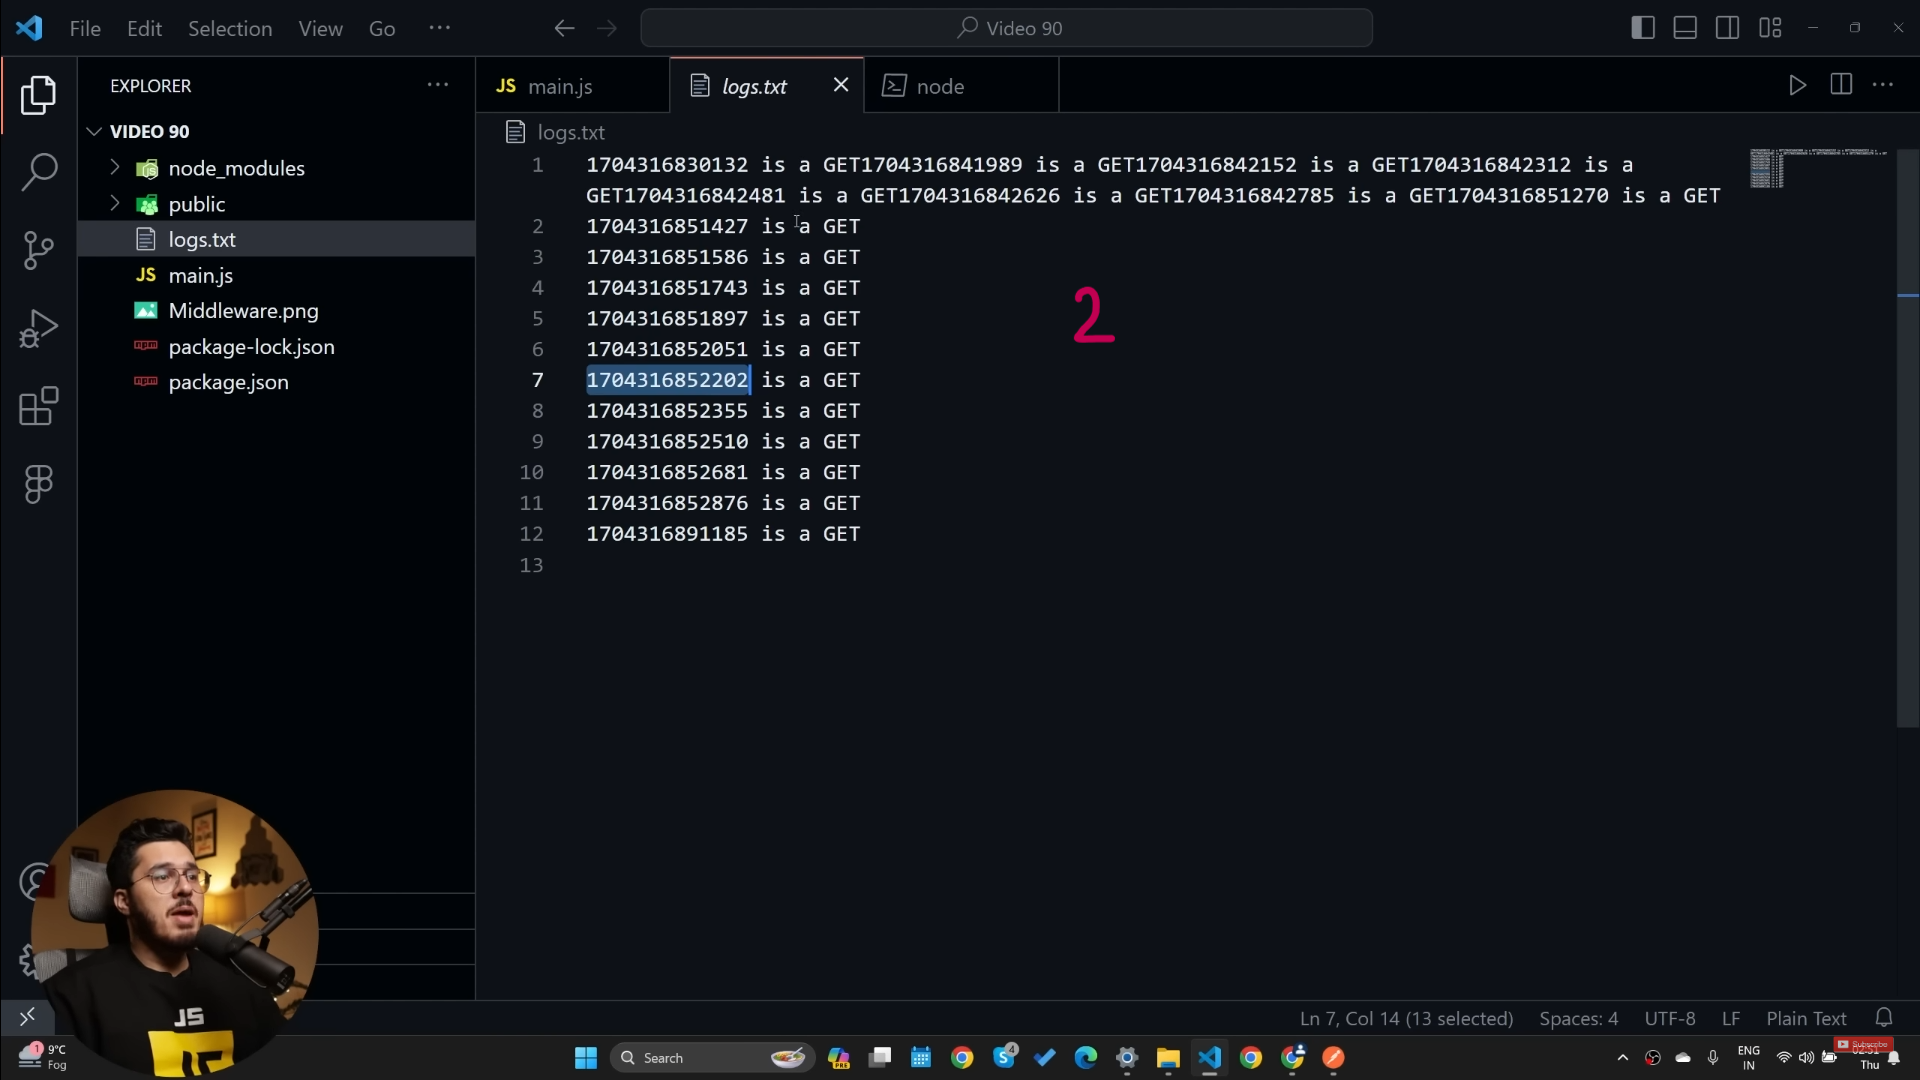 File Edit Selection View Go ··· Video 90
EXPLORER ···
VIDEO 90
node_modules
public
logs.txt
JS main.js
Middleware.png
package-lock.json
package.json
JS main.js logs.txt node
logs.txt
1 1704316830132 is a GET1704316841989 is a GET1704316842152 is a GET1704316842312 is a
GET1704316842481 is a GET1704316842626 is a GET1704316842785 is a GET1704316851270 is a GET
2 1704316851427 is a GET
3 1704316851586 is a GET
4 1704316851743 is a GET
5 1704316851897 is a GET
6 1704316852051 is a GET
7 1704316852202 is a GET
8 1704316852355 is a GET
9 1704316852510 is a GET
10 1704316852681 is a GET
11 1704316852876 is a GET
12 1704316891185 is a GET
13
2
JS
Ln 7, Col 14 (13 selected) Spaces: 4 UTF-8 LF Plain Text
1 9°C
Fog
Search
PRE
4
ENG
IN
Subscribe
Thu